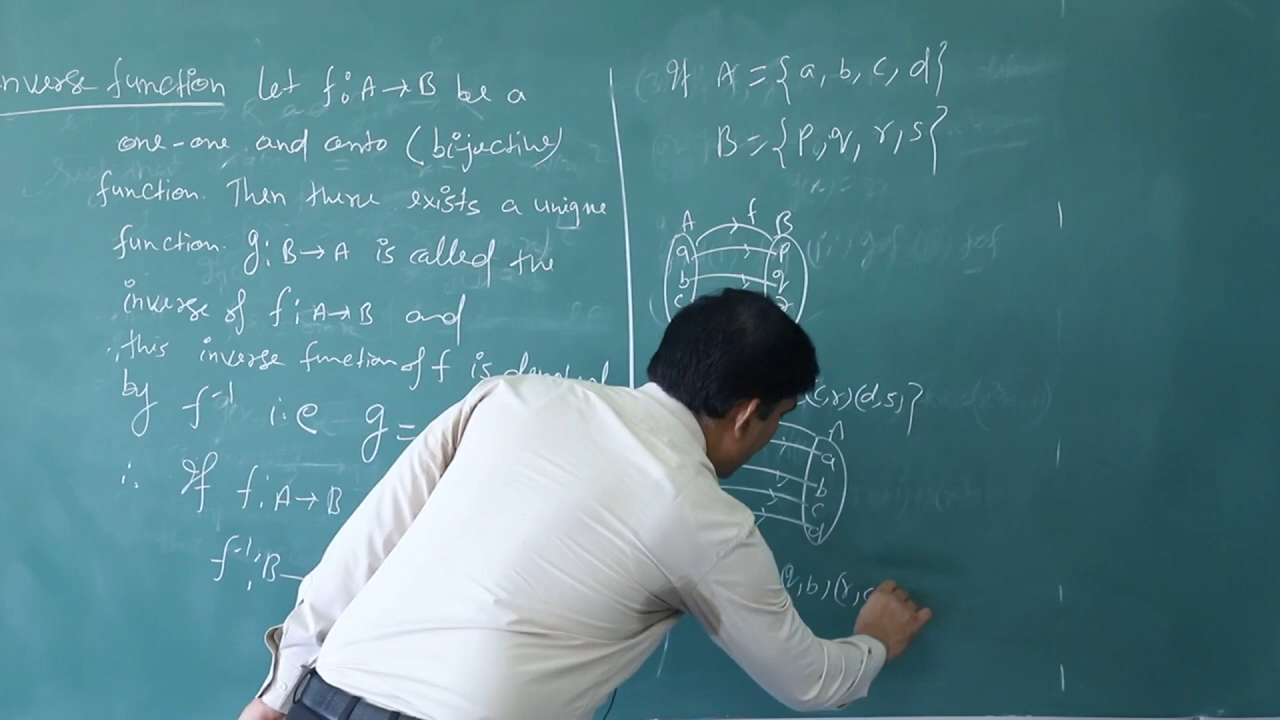 nverse function Let f: A→B be a
one-one and onto (bijective)
function. Then there exists a unique
function. g: B→A is called the
inverse of f: A→B and
this inverse function of f is
by f⁻¹ i.e g=
∴ If f: A→B
f⁻¹: B→
If A = {a, b, c, d}
B = {p, q, r, s}
f
A B
a p
b q
c r
c,r)(d,s,}
A
a
b
c
d
q,b)(r,c